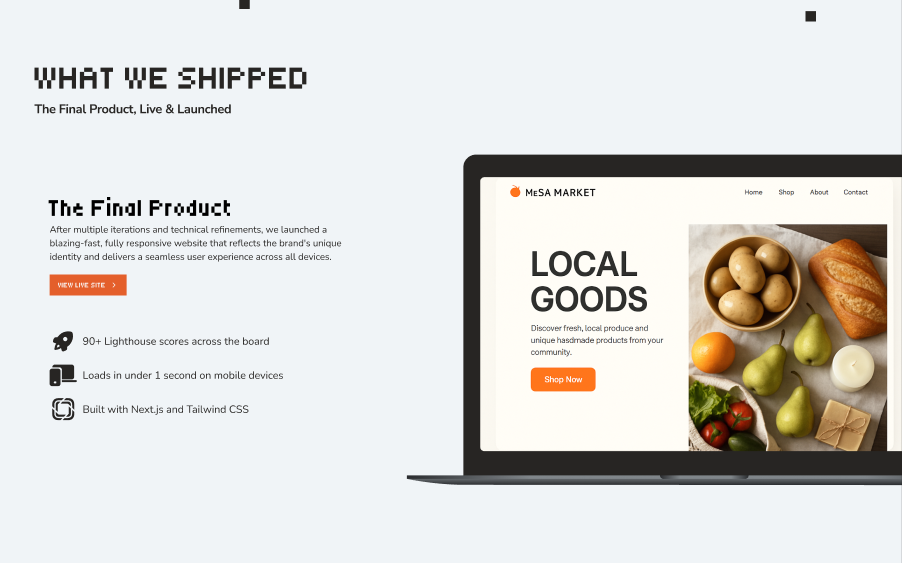 WHAT WE SHIPPED
The Final Product, Live & Launched
The Final Product
After multiple iterations and technical refinements, we launched a
blazing-fast, fully responsive website that reflects the brand's unique
identity and delivers a seamless user experience across all devices.
VIEW LIVE SITE
90+ Lighthouse scores across the board
Loads in under 1 second on mobile devices
Built with Next.js and Tailwind CSS
MeSA MARKET
Home Shop About Contact
LOCAL
GOODS
Discover fresh, local produce and
unique hasdmade products from your
community.
Shop Now